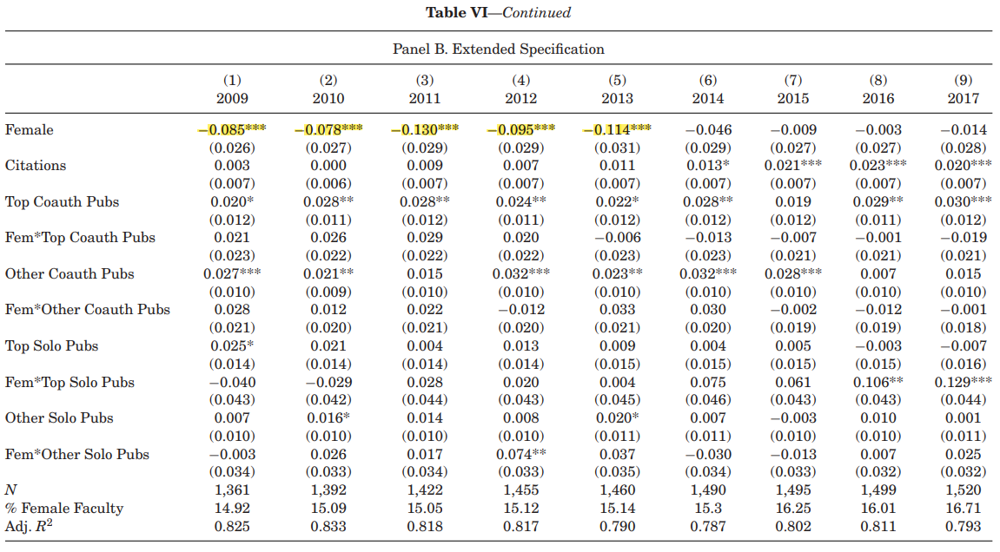 Table VI—Continued
Panel B. Extended Specification
(1) (2) (3) (4) (5) (6) (7) (8) (9)
2009 2010 2011 2012 2013 2014 2015 2016 2017
Female −0.085*** −0.078*** −0.130*** −0.095*** −0.114*** −0.046 −0.009 −0.003 −0.014
(0.026) (0.027) (0.029) (0.029) (0.031) (0.029) (0.027) (0.027) (0.028)
Citations 0.003 0.000 0.009 0.007 0.011 0.013* 0.021*** 0.023*** 0.020***
(0.007) (0.006) (0.007) (0.007) (0.007) (0.007) (0.007) (0.007) (0.007)
Top Coauth Pubs 0.020* 0.028** 0.028** 0.024** 0.022* 0.028** 0.019 0.029** 0.030***
(0.012) (0.011) (0.012) (0.011) (0.012) (0.012) (0.012) (0.011) (0.012)
Fem*Top Coauth Pubs 0.021 0.026 0.029 0.020 −0.006 −0.013 −0.007 −0.001 −0.019
(0.023) (0.022) (0.022) (0.022) (0.023) (0.023) (0.021) (0.021) (0.021)
Other Coauth Pubs 0.027*** 0.021** 0.015 0.032*** 0.023** 0.032*** 0.028*** 0.007 0.015
(0.010) (0.009) (0.010) (0.010) (0.010) (0.010) (0.010) (0.010) (0.010)
Fem*Other Coauth Pubs 0.028 0.012 0.022 −0.012 0.033 0.030 −0.002 −0.012 −0.001
(0.021) (0.020) (0.021) (0.020) (0.021) (0.020) (0.019) (0.019) (0.018)
Top Solo Pubs 0.025* 0.021 0.004 0.013 0.009 0.004 0.005 −0.003 −0.007
(0.014) (0.014) (0.014) (0.014) (0.015) (0.015) (0.015) (0.015) (0.016)
Fem*Top Solo Pubs −0.040 −0.029 0.028 0.020 0.004 0.075 0.061 0.106** 0.129***
(0.043) (0.042) (0.044) (0.043) (0.045) (0.046) (0.043) (0.043) (0.044)
Other Solo Pubs 0.007 0.016* 0.014 0.008 0.020* 0.007 −0.003 0.010 0.001
(0.010) (0.010) (0.010) (0.010) (0.011) (0.011) (0.010) (0.010) (0.011)
Fem*Other Solo Pubs −0.003 0.026 0.017 0.074** 0.037 −0.030 −0.013 0.007 0.025
(0.034) (0.033) (0.034) (0.033) (0.035) (0.034) (0.033) (0.032) (0.032)
N 1,361 1,392 1,422 1,455 1,460 1,490 1,495 1,499 1,520
% Female Faculty 14.92 15.09 15.05 15.12 15.14 15.3 16.25 16.01 16.71
Adj. R² 0.825 0.833 0.818 0.817 0.790 0.787 0.802 0.811 0.793